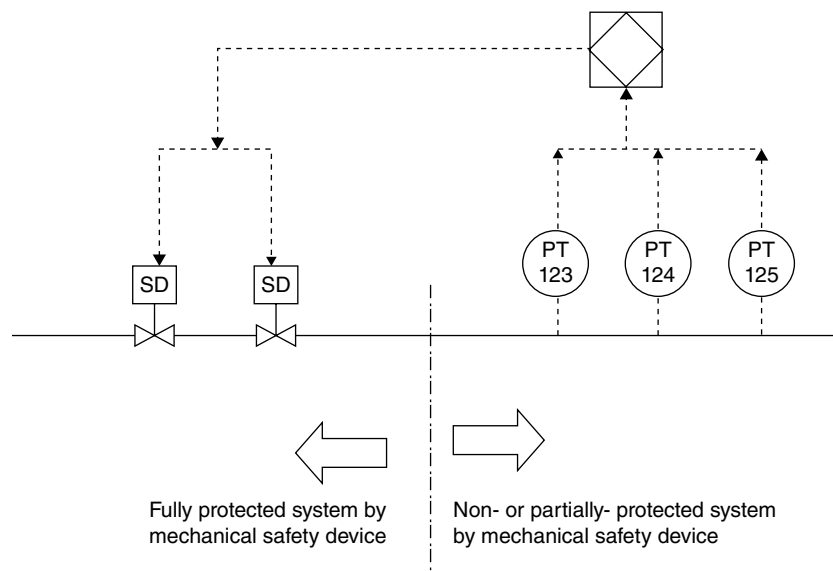 PT
123
PT
124
PT
125
SD
SD
Fully protected system by
mechanical safety device
Non- or partially- protected system
by mechanical safety device